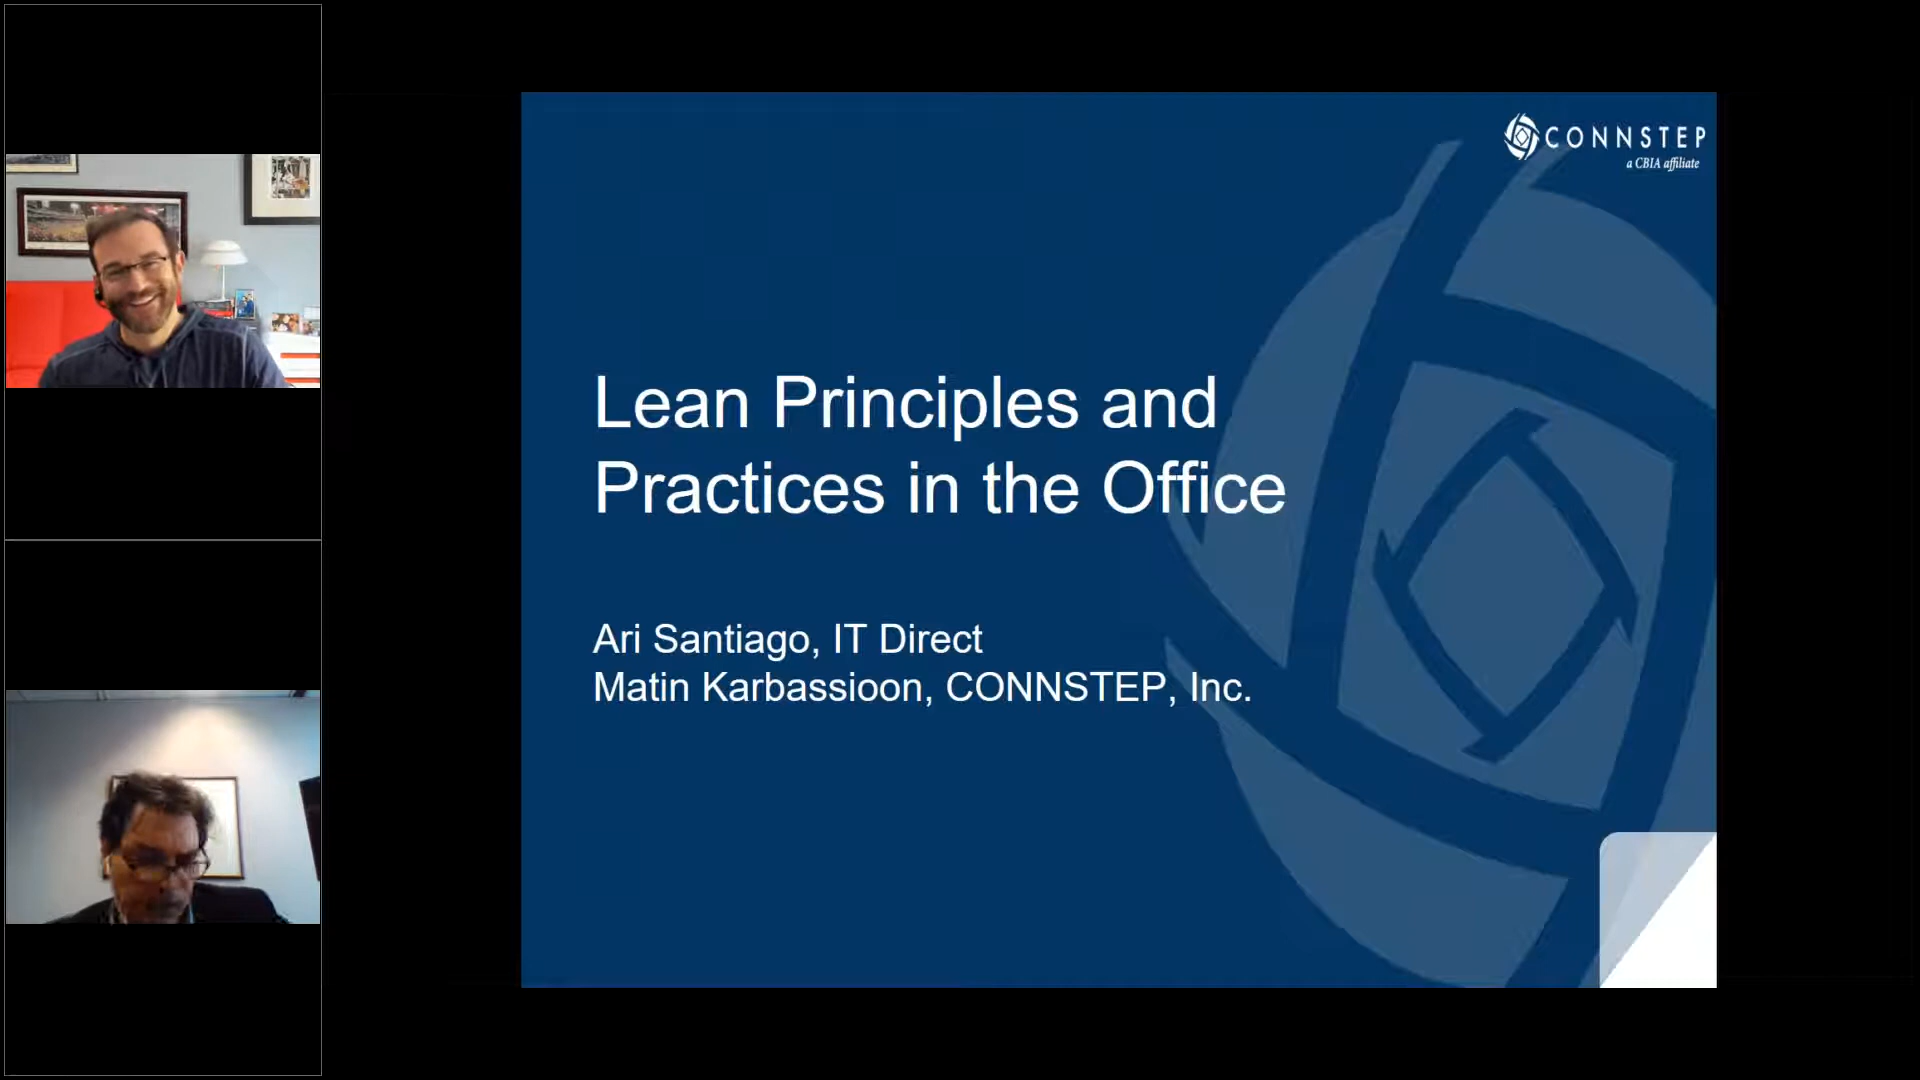 CONNSTEP
a CBIA affiliate
Lean Principles and
Practices in the Office
Ari Santiago, IT Direct
Matin Karbassioon, CONNSTEP, Inc.